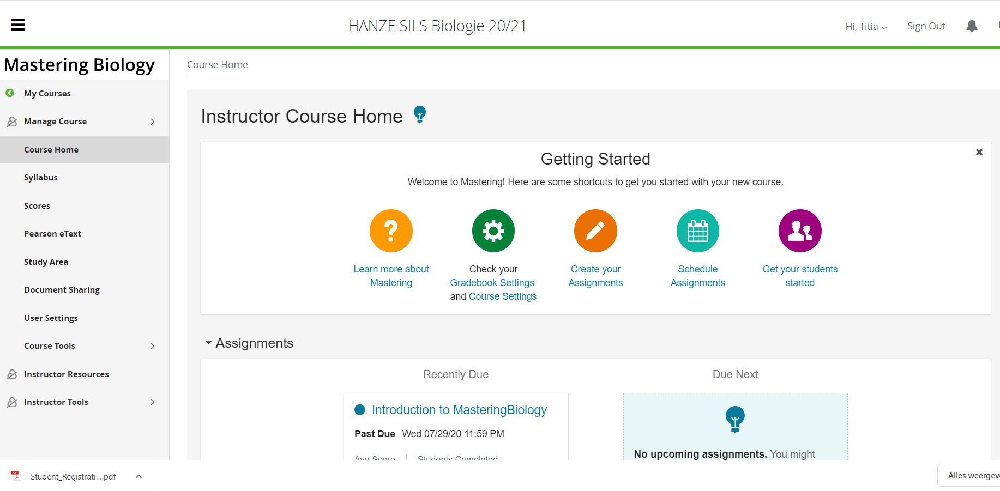 HANZE SILS Biologie 20/21
Hi, Titia
Sign Out
Mastering Biology
Course Home
My Courses
Manage Course
Course Home
Syllabus
Scores
Pearson eText
Study Area
Document Sharing
User Settings
Course Tools
Instructor Resources
Instructor Tools
Instructor Course Home
Getting Started
Welcome to Mastering! Here are some shortcuts to get you started with your new course.
Learn more about
Mastering
Check your
Gradebook Settings
and Course Settings
Create your
Assignments
Schedule
Assignments
Get your students
started
Assignments
Recently Due
Introduction to MasteringBiology
Past Due Wed 07/29/20 11:59 PM
Avg Score
Students Completed
Due Next
No upcoming assignments. You might
Student_Registrati....pdf
Alles weergev